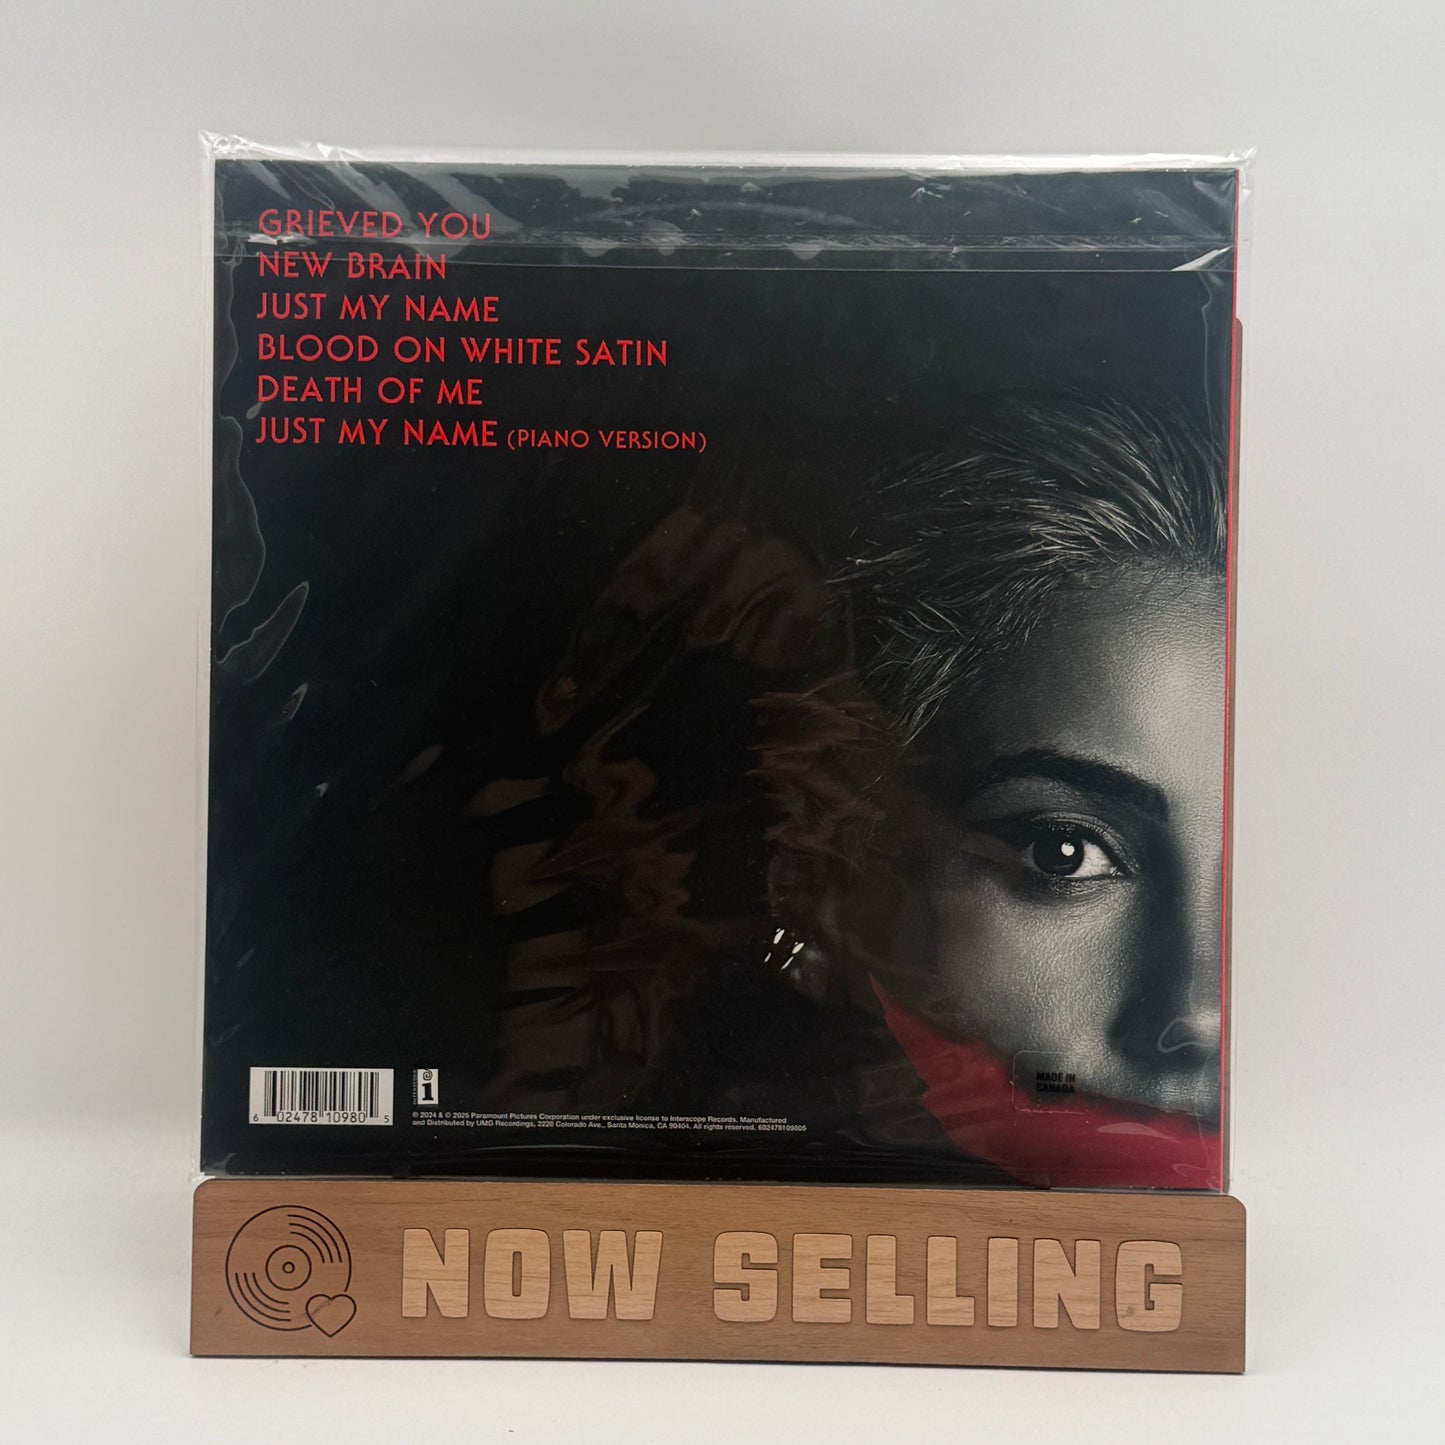 GRIEVED YOU
NEW BRAIN
JUST MY NAME
BLOOD ON WHITE SATIN
DEATH OF ME
JUST MY NAME (PIANO VERSION)
MADE IN
CANADA
6 02478 10980 5
INTERSCOPE
℗ 2024 & © 2025 Paramount Pictures Corporation under exclusive license to Interscope Records. Manufactured
and Distributed by UMG Recordings, 2220 Colorado Ave., Santa Monica, CA 90404. All rights reserved. 602478109805
NOW SELLING